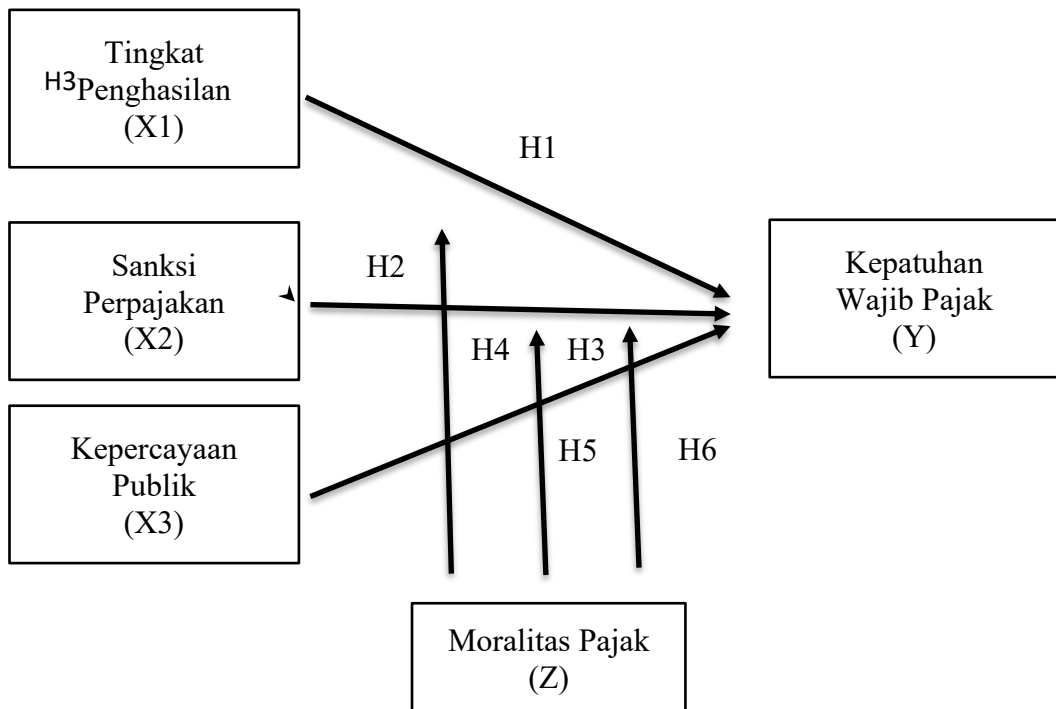 Tingkat
H3Penghasilan
(X1)
H1
Sanksi
Perpajakan
(X2)
H2
Kepatuhan
Wajib Pajak
(Y)
H4
H3
Kepercayaan
Publik
(X3)
H5
H6
Moralitas Pajak
(Z)